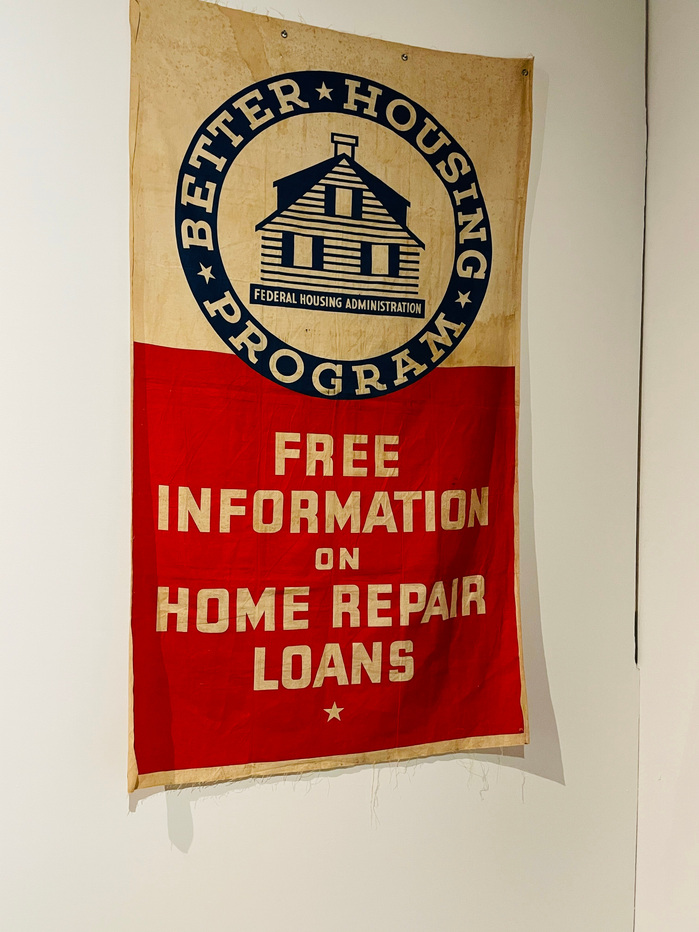 BETTER ★ HOUSING
★ PROGRAM ★
FEDERAL HOUSING ADMINISTRATION
FREE
INFORMATION
ON
HOME REPAIR
LOANS
★